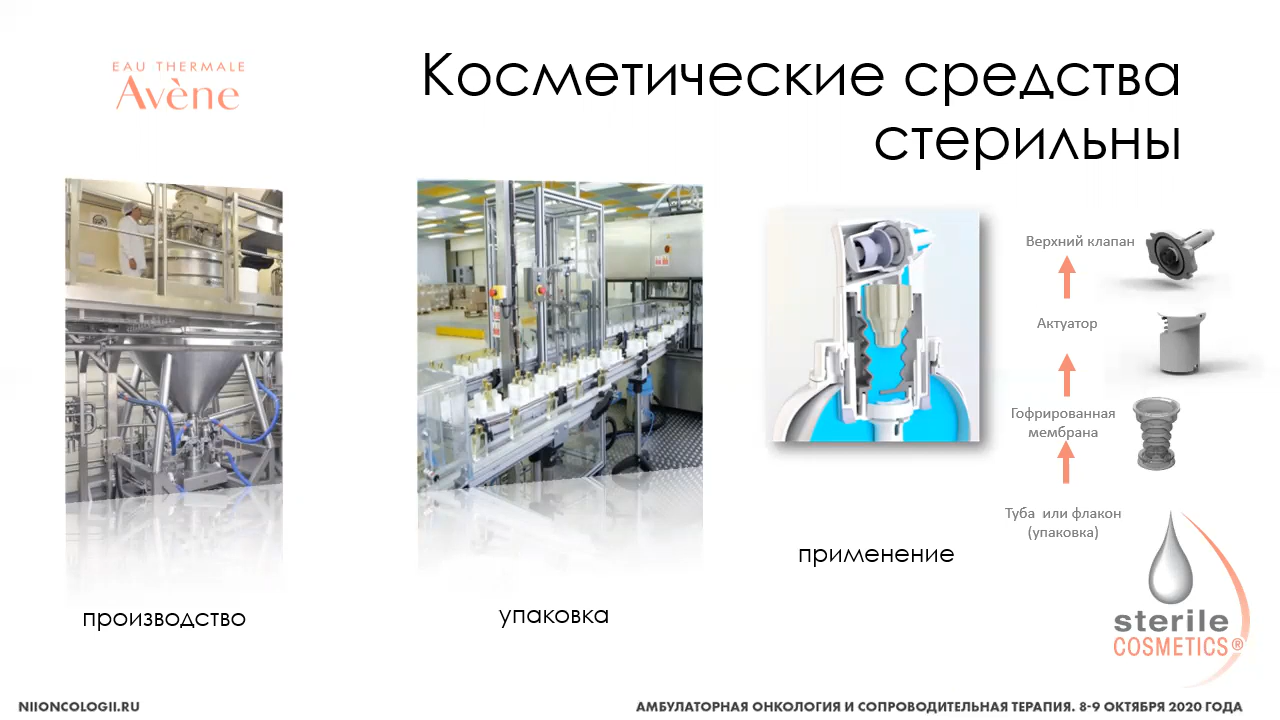 EAU THERMALE
Avène
Косметические средства
стерильны
производство
упаковка
применение
Верхний клапан
Актуатор
Гофрированная
мембрана
Туба или флакон
(упаковка)
sterile
COSMETICS®
NIIONCOLOGII.RU
АМБУЛАТОРНАЯ ОНКОЛОГИЯ И СОПРОВОДИТЕЛЬНАЯ ТЕРАПИЯ. 8-9 ОКТЯБРЯ 2020 ГОДА